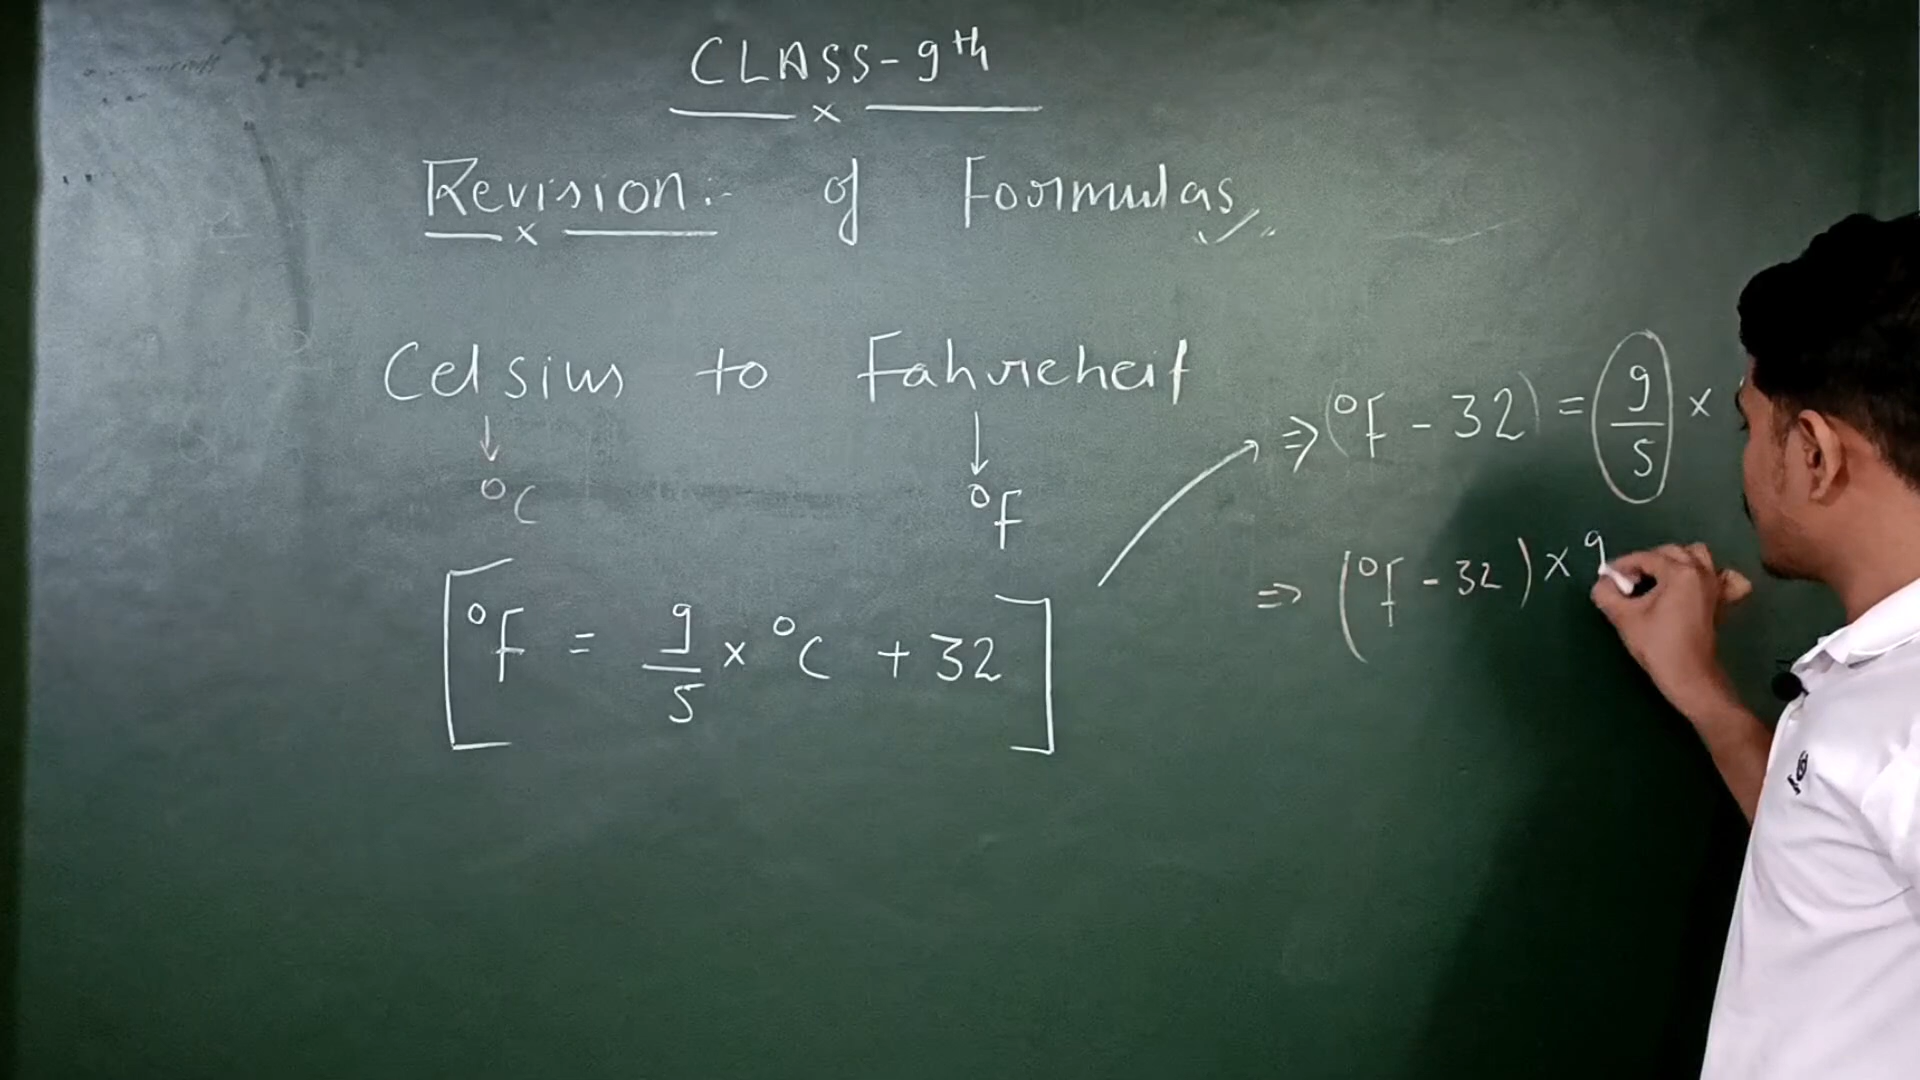 CLASS-9th
Revision:- of Formulas
Celsius to Fahreheit
°C °F
[°F = 9/5 × °C + 32]
⇒ (°F - 32) = 9/5 ×
⇒ (°F - 32) × 9